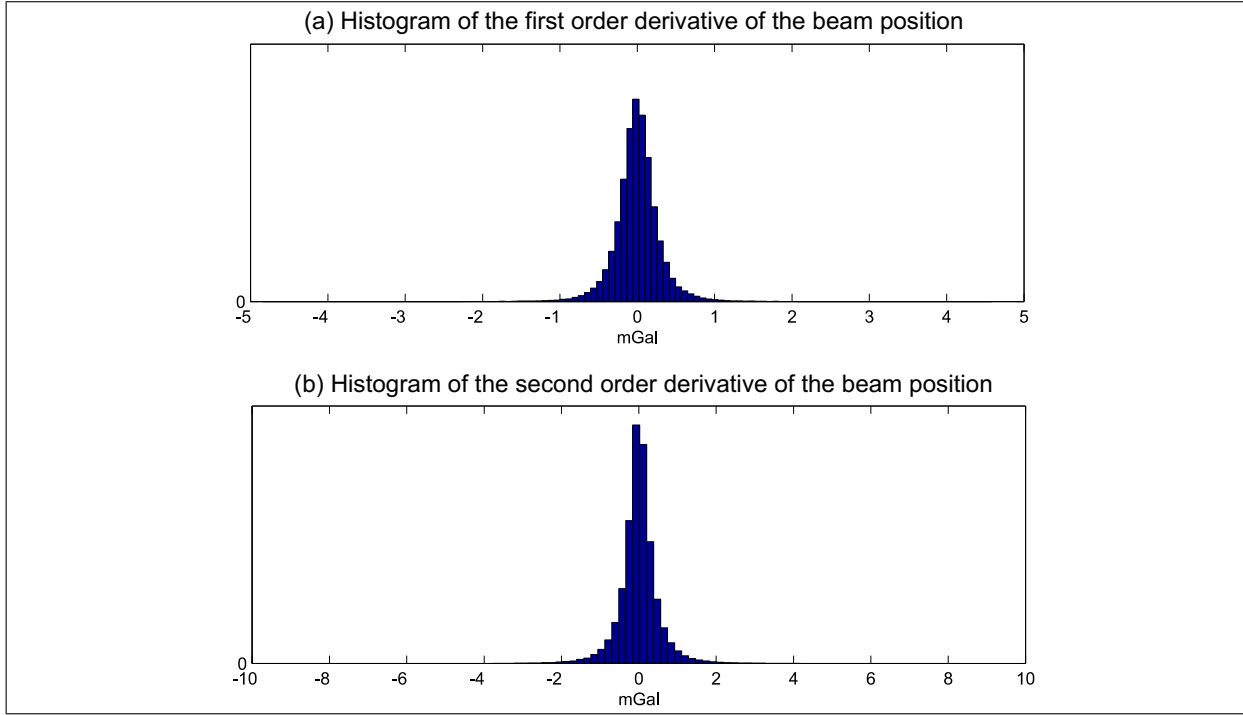 (a) Histogram of the first order derivative of the beam position
0
-5 -4 -3 -2 -1 0 1 2 3 4 5
mGal
(b) Histogram of the second order derivative of the beam position
0
-10 -8 -6 -4 -2 0 2 4 6 8 10
mGal